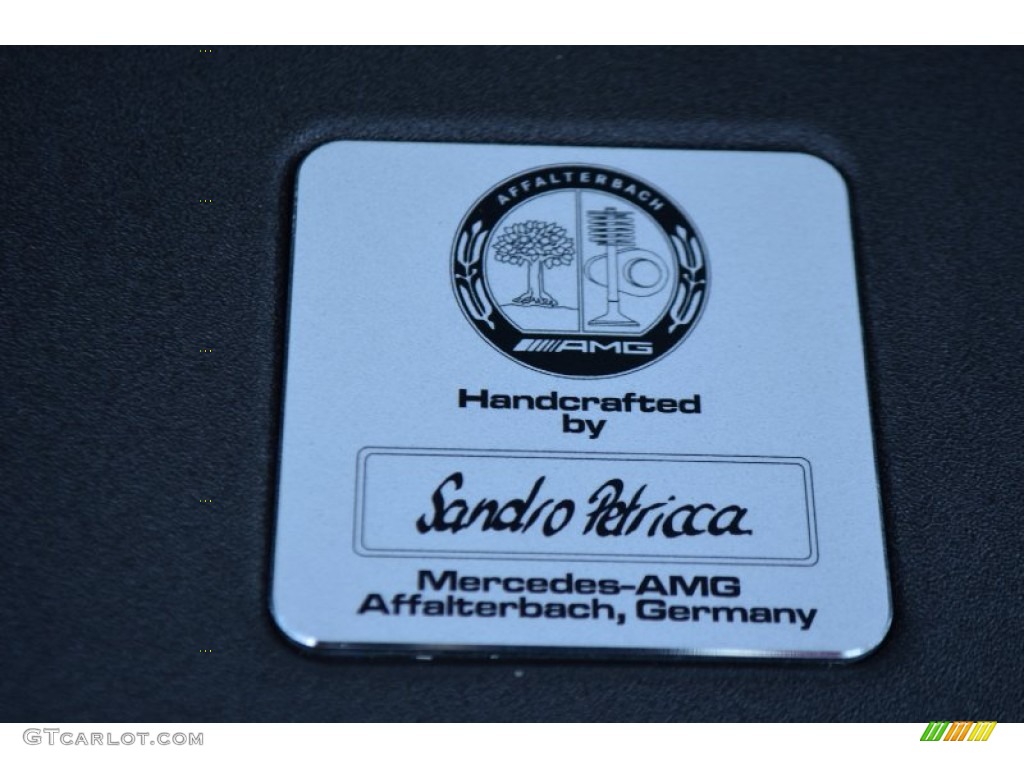 AFFALTERBACH
AMG
Handcrafted
by
Sandro Petricca
Mercedes-AMG
Affalterbach, Germany
GTcarlot.com